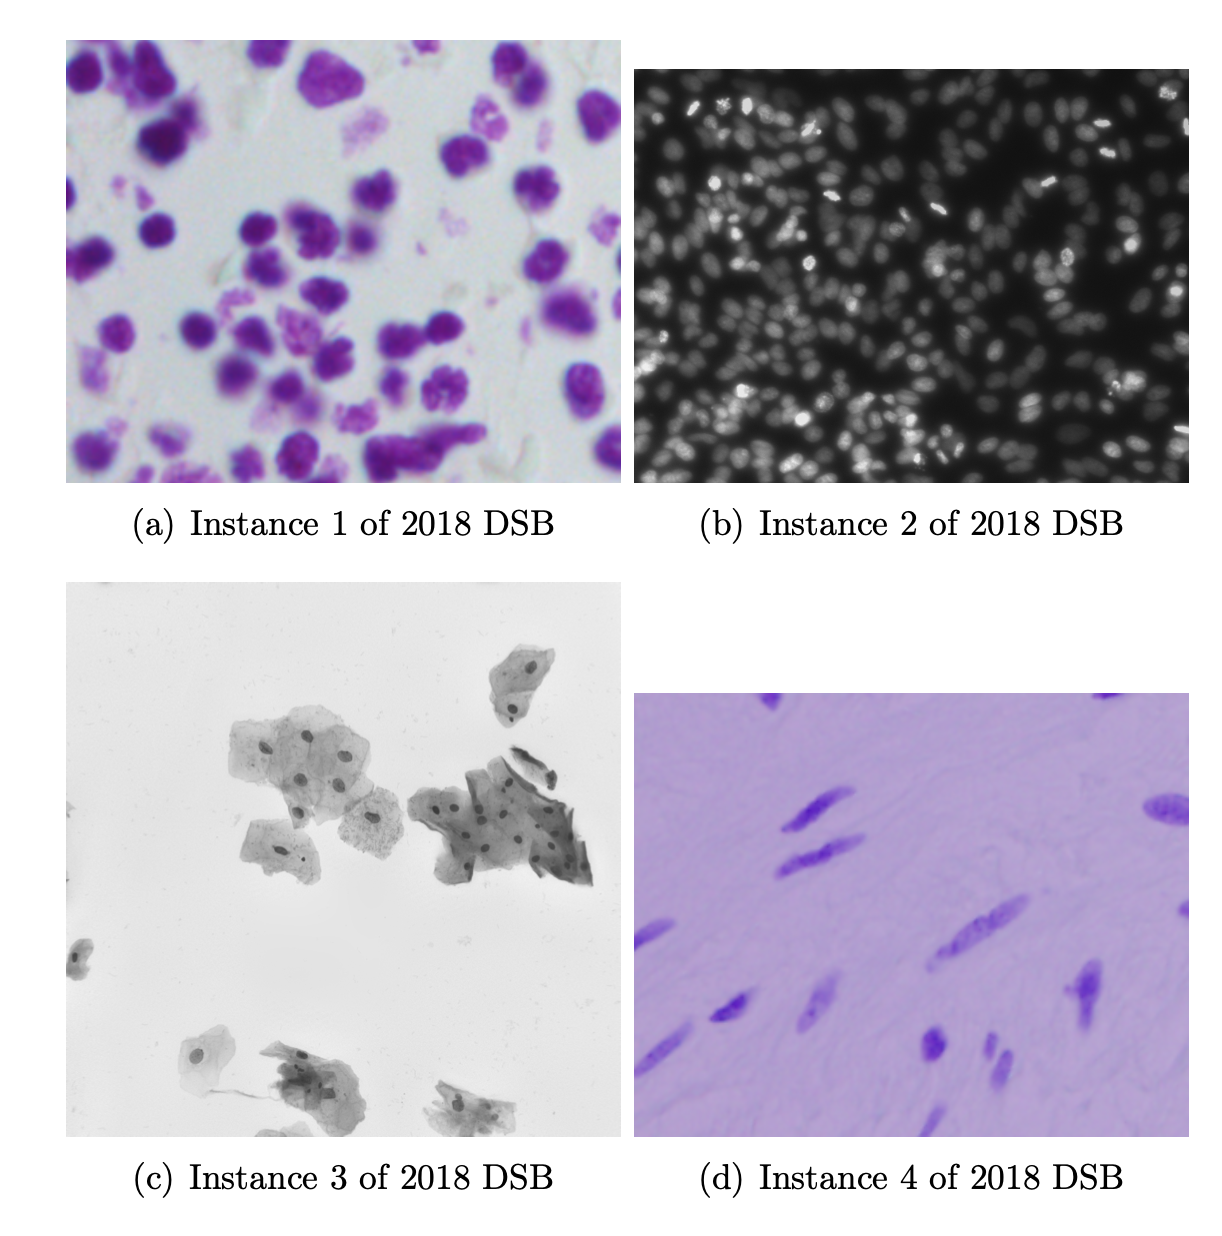 (a) Instance 1 of 2018 DSB
(b) Instance 2 of 2018 DSB
(c) Instance 3 of 2018 DSB
(d) Instance 4 of 2018 DSB